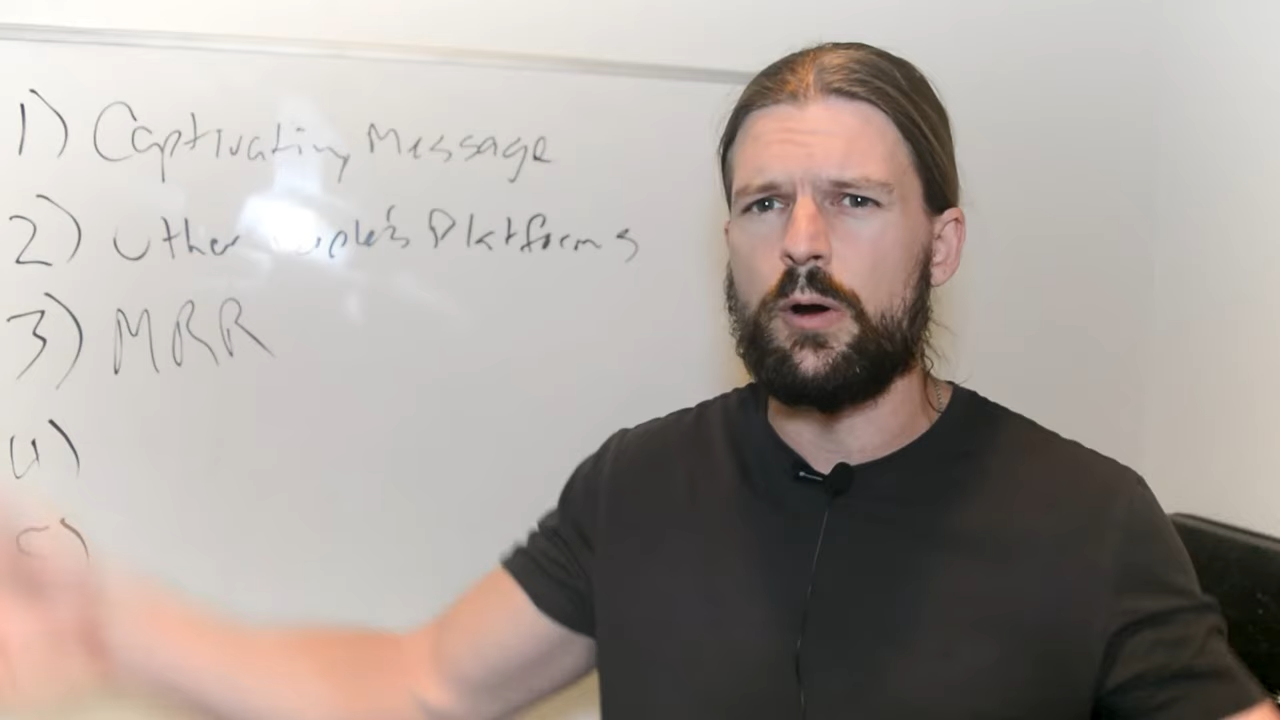 1) Captivating Message
2) Other People's Platforms
3) MRR
4)
5)